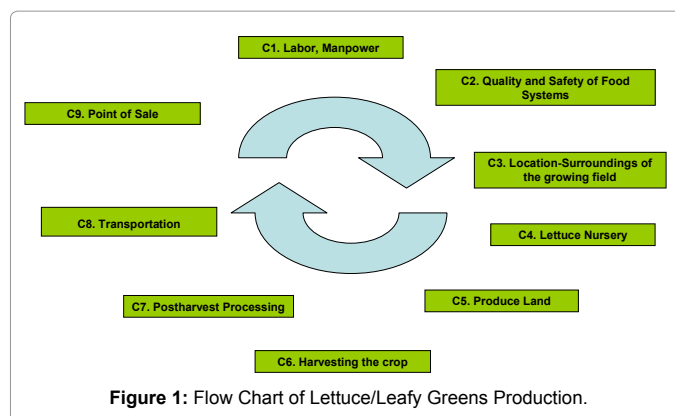 C1. Labor, Manpower
C2. Quality and Safety of Food
Systems
C9. Point of Sale
C3. Location-Surroundings of
the growing field
C8. Transportation
C4. Lettuce Nursery
C7. Postharvest Processing
C5. Produce Land
C6. Harvesting the crop
Figure 1: Flow Chart of Lettuce/Leafy Greens Production.